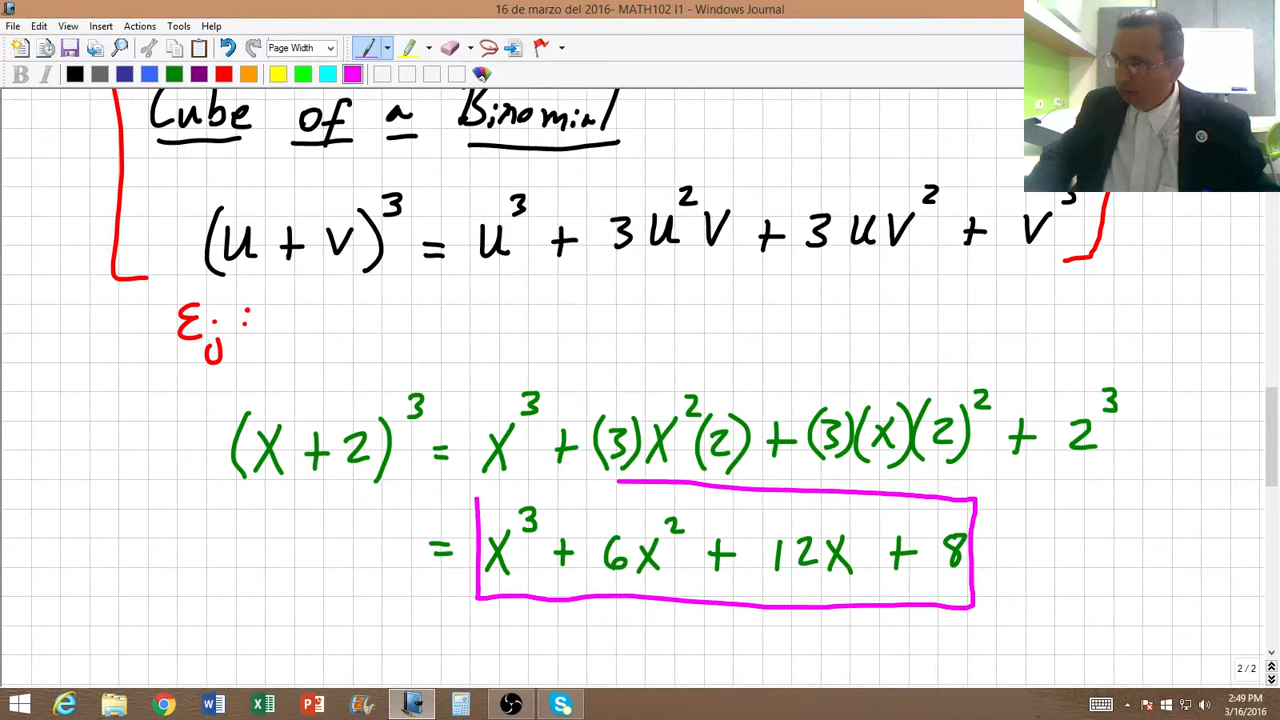 16 de marzo del 2016- MATH102 I1 - Windows Journal
File Edit View Insert Actions Tools Help
Page Width
B I
Cube of a Binomial
(u + v)³ = u³ + 3u²v + 3uv² + v³
Ej:
(x + 2)³ = x³ + (3)x²(2) + (3)(x)(2)² + 2³
= x³ + 6x² + 12x + 8
2/2
2:49 PM
3/16/2016